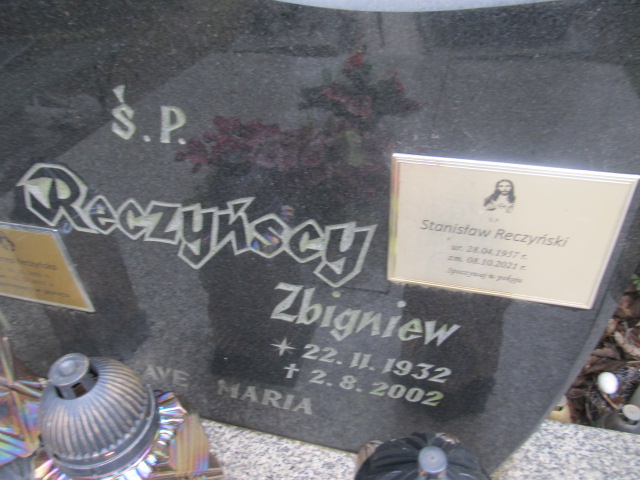 Ś.P.
Reczyńscy
Zbigniew
22.11.1932
2.8.2002
AVE MARIA
Ś.P.
Stanisław Reczyński
ur. 28.04.1957 r.
zm. 08.10.2021 r.
Spoczywaj w pokoju